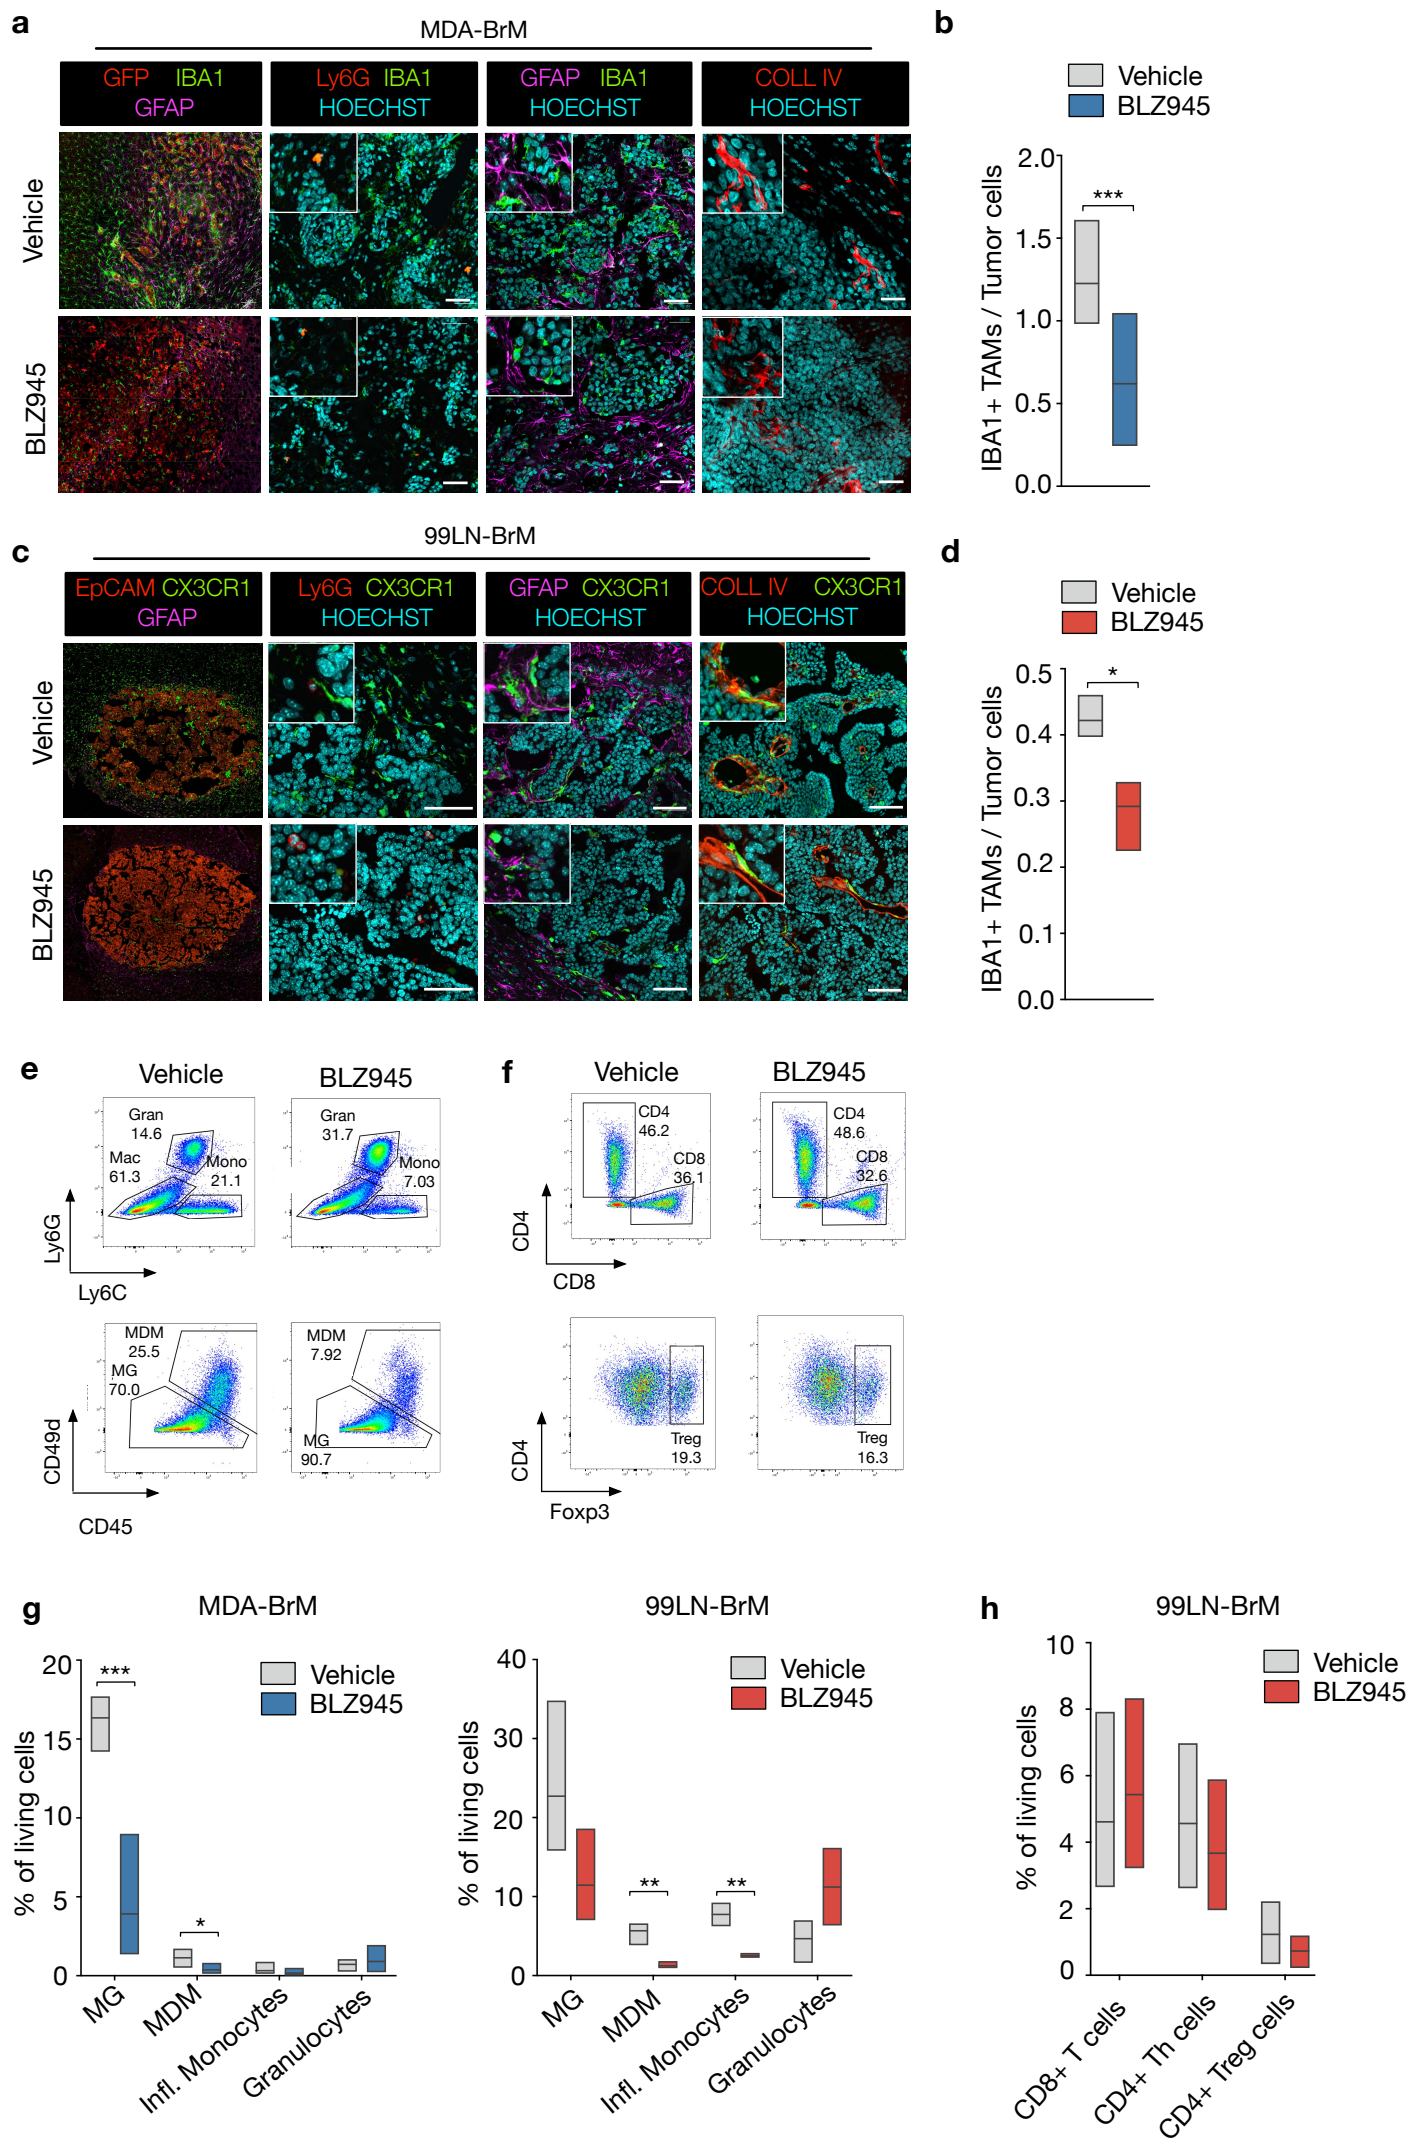 a
MDA-BrM
GFP IBA1
GFAP
Ly6G IBA1
HOECHST
GFAP IBA1
HOECHST
COLL IV
HOECHST
Vehicle
BLZ945
b
Vehicle
BLZ945
IBA1+ TAMs / Tumor cells
2.0
1.5
1.0
0.5
0.0
***
c
99LN-BrM
EpCAM CX3CR1
GFAP
Ly6G CX3CR1
HOECHST
GFAP CX3CR1
HOECHST
COLL IV CX3CR1
HOECHST
Vehicle
BLZ945
d
Vehicle
BLZ945
IBA1+ TAMs / Tumor cells
0.5
0.4
0.3
0.2
0.1
0.0
*
e
Vehicle
BLZ945
Gran
14.6
Mac
61.3
Mono
21.1
Gran
31.7
Mono
7.03
Ly6G
Ly6C
MDM
25.5
MG
70.0
MDM
7.92
MG
90.7
CD49d
CD45
f
Vehicle
BLZ945
CD4
46.2
CD8
36.1
CD4
48.6
CD8
32.6
CD4
CD8
Treg
19.3
Treg
16.3
CD4
Foxp3
g
MDA-BrM
Vehicle
BLZ945
% of living cells
20
15
10
5
0
***
*
MG
MDM
Infl. Monocytes
Granulocytes
99LN-BrM
Vehicle
BLZ945
% of living cells
40
30
20
10
0
**
**
MG
MDM
Infl. Monocytes
Granulocytes
h
99LN-BrM
Vehicle
BLZ945
% of living cells
10
8
6
4
2
0
CD8+ T cells
CD4+ Th cells
CD4+ Treg cells